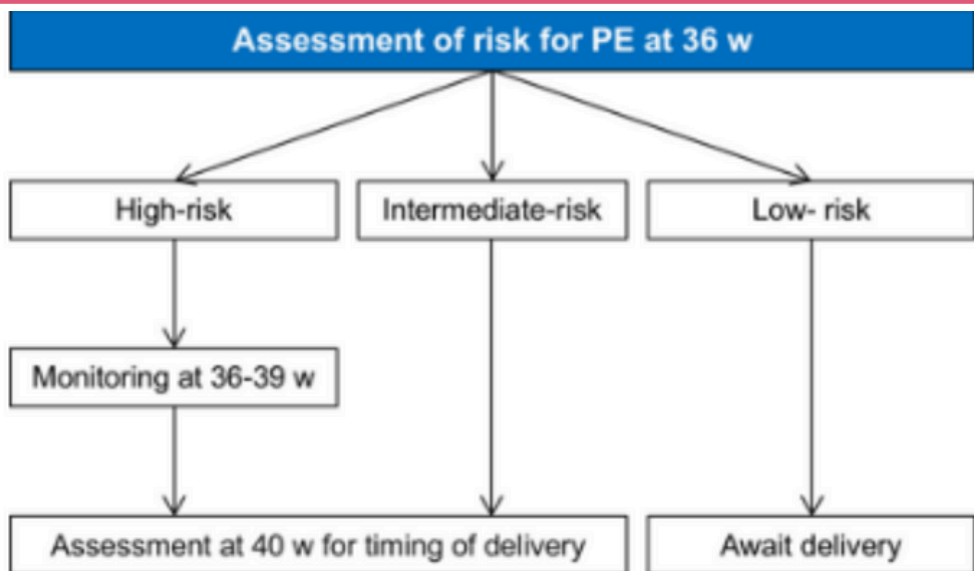 Assessment of risk for PE at 36 w
High-risk
Intermediate-risk
Low- risk
Monitoring at 36-39 w
Assessment at 40 w for timing of delivery
Await delivery